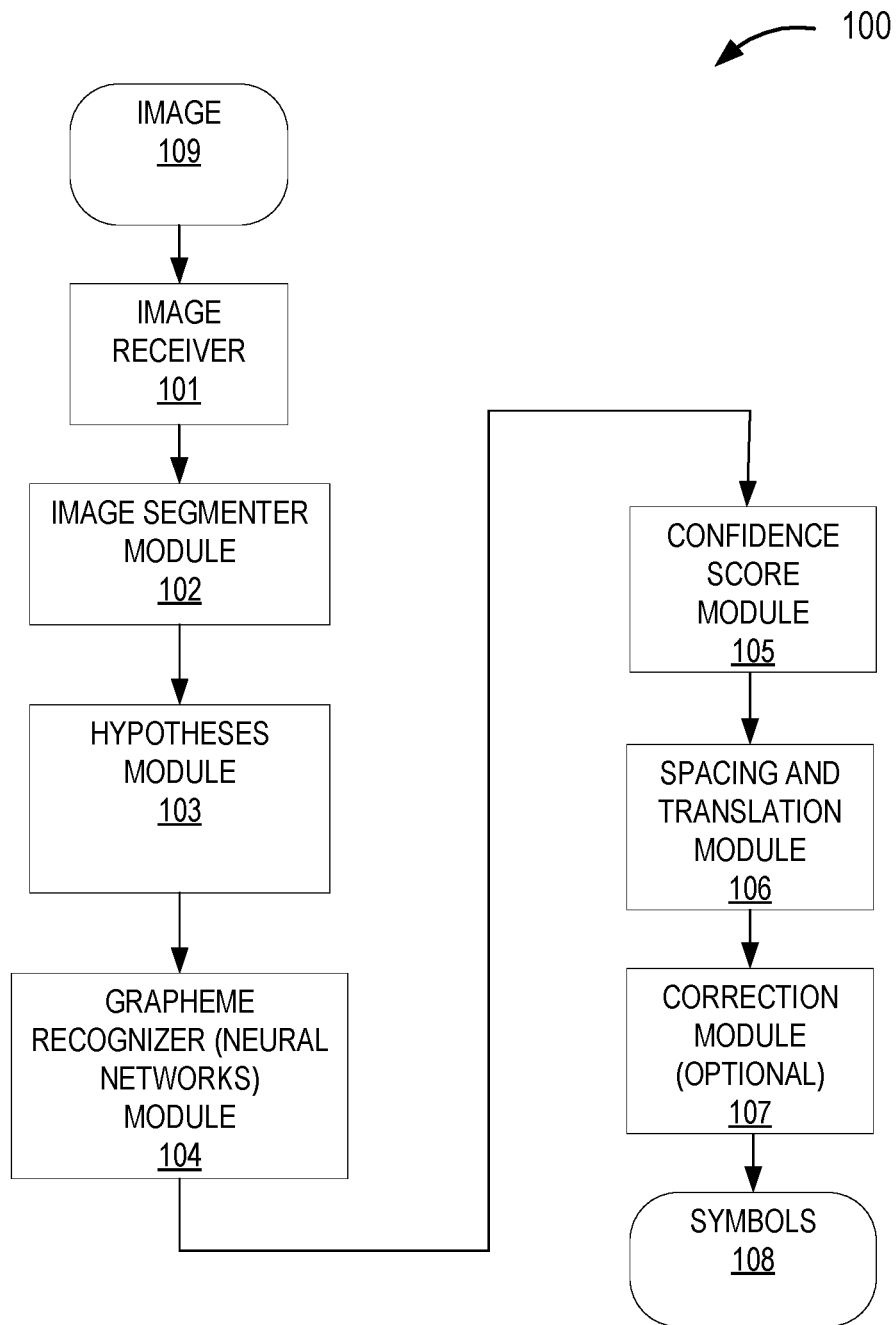 100
IMAGE
109
IMAGE
RECEIVER
101
IMAGE SEGMENTER
MODULE
102
HYPOTHESES
MODULE
103
GRAPHEME
RECOGNIZER (NEURAL
NETWORKS)
MODULE
104
CONFIDENCE
SCORE
MODULE
105
SPACING AND
TRANSLATION
MODULE
106
CORRECTION
MODULE
(OPTIONAL)
107
SYMBOLS
108